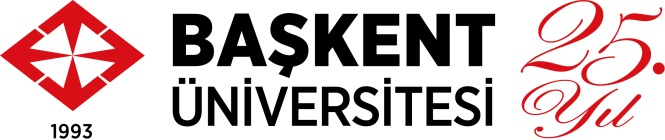 1993
BAŞKENT
ÜNİVERSİTESİ
25.
Yıl